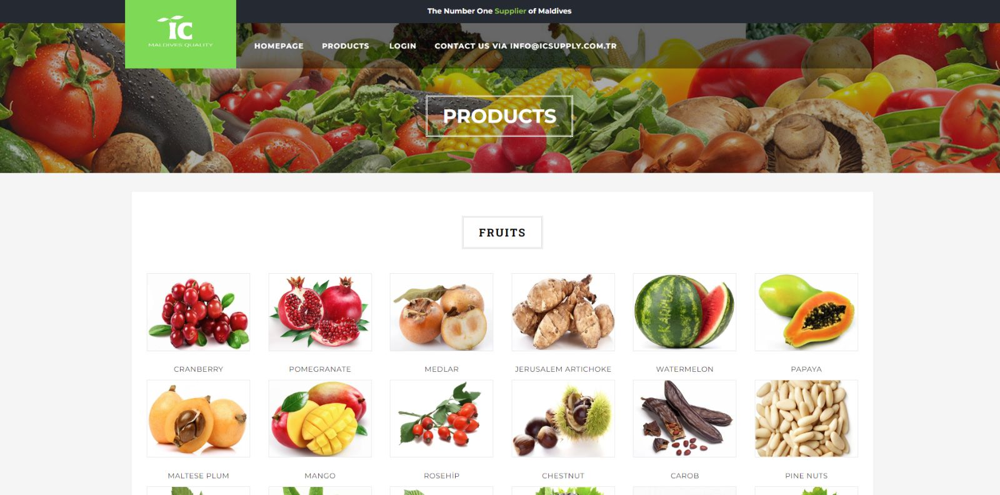 The Number One Supplier of Maldives
IC
MALDIVES QUALITY
HOMEPAGE PRODUCTS LOGIN CONTACT US VIA INFO@ICSUPPLY.COM.TR
PRODUCTS
FRUITS
CRANBERRY POMEGRANATE MEDLAR JERUSALEM ARTICHOKE WATERMELON PAPAYA
MALTESE PLUM MANGO ROSEHİP CHESTNUT CAROB PINE NUTS